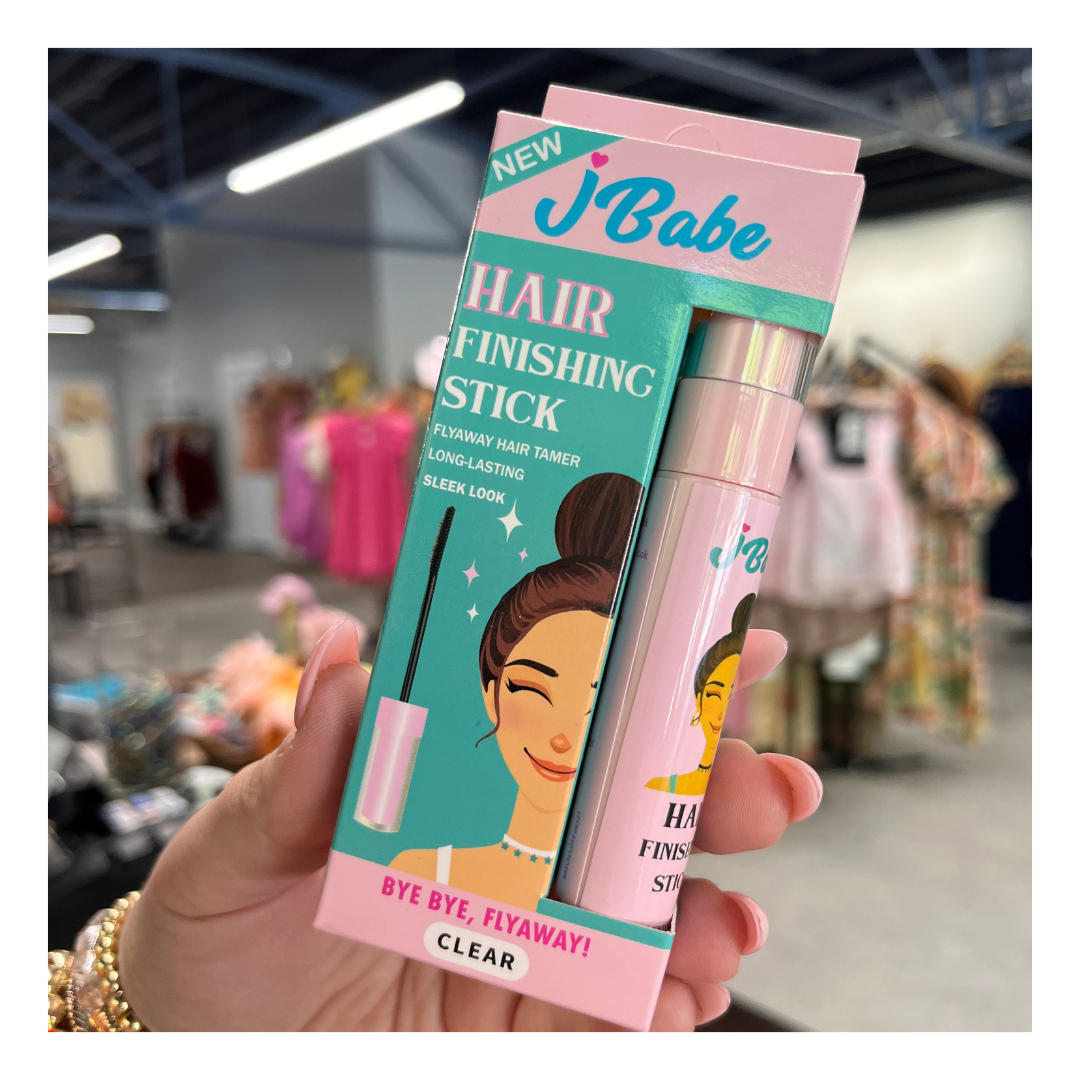 NEW
jBabe
HAIR
FINISHING
STICK
FLYAWAY HAIR TAMER
LONG-LASTING
SLEEK LOOK
BYE BYE, FLYAWAY!
CLEAR